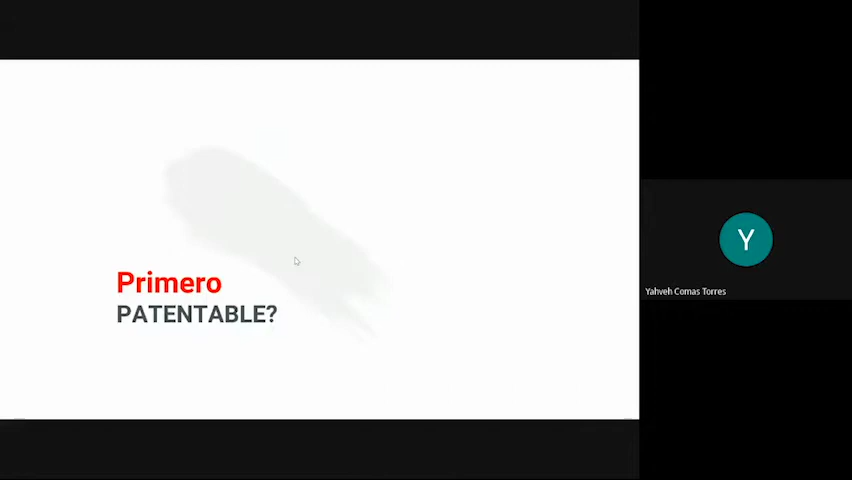 Primero
PATENTABLE?
Y
Yahveh Comas Torres